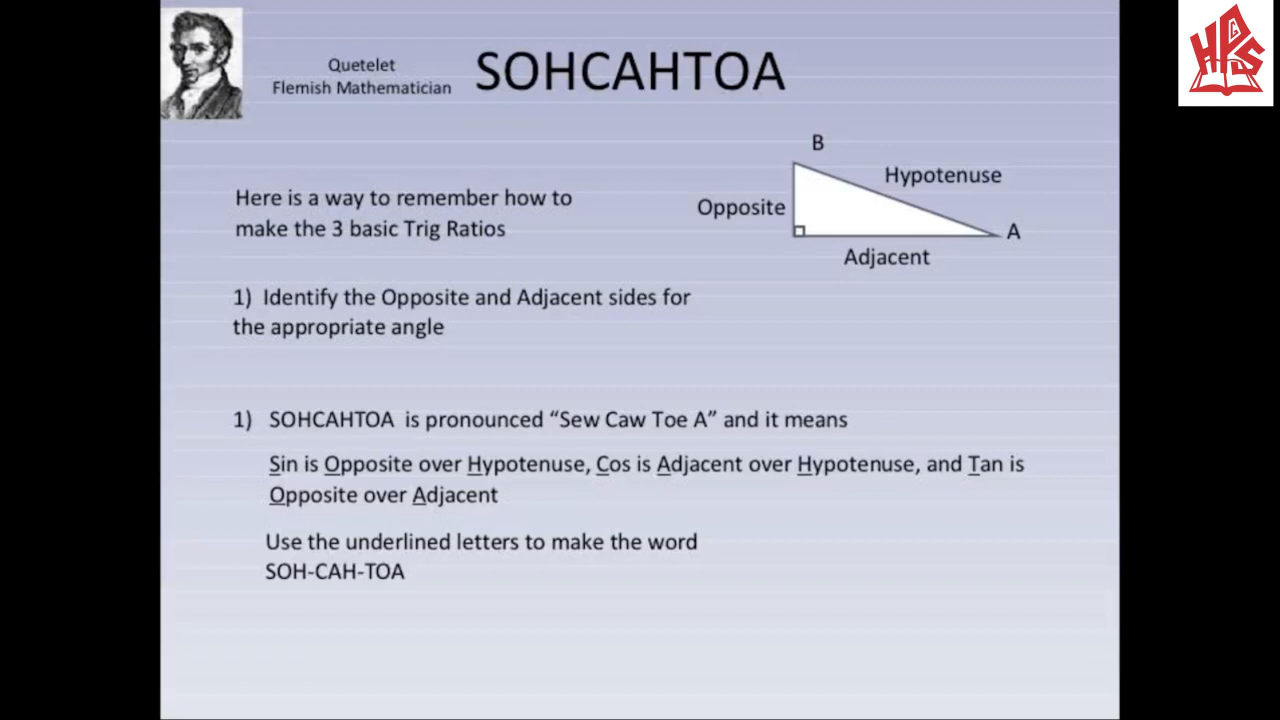 Quetelet
Flemish Mathematician
SOHCAHTOA
B
Hypotenuse
Opposite
A
Adjacent
Here is a way to remember how to
make the 3 basic Trig Ratios
1) Identify the Opposite and Adjacent sides for
the appropriate angle
1) SOHCAHTOA is pronounced “Sew Caw Toe A” and it means
Sin is Opposite over Hypotenuse, Cos is Adjacent over Hypotenuse, and Tan is
Opposite over Adjacent
Use the underlined letters to make the word
SOH-CAH-TOA